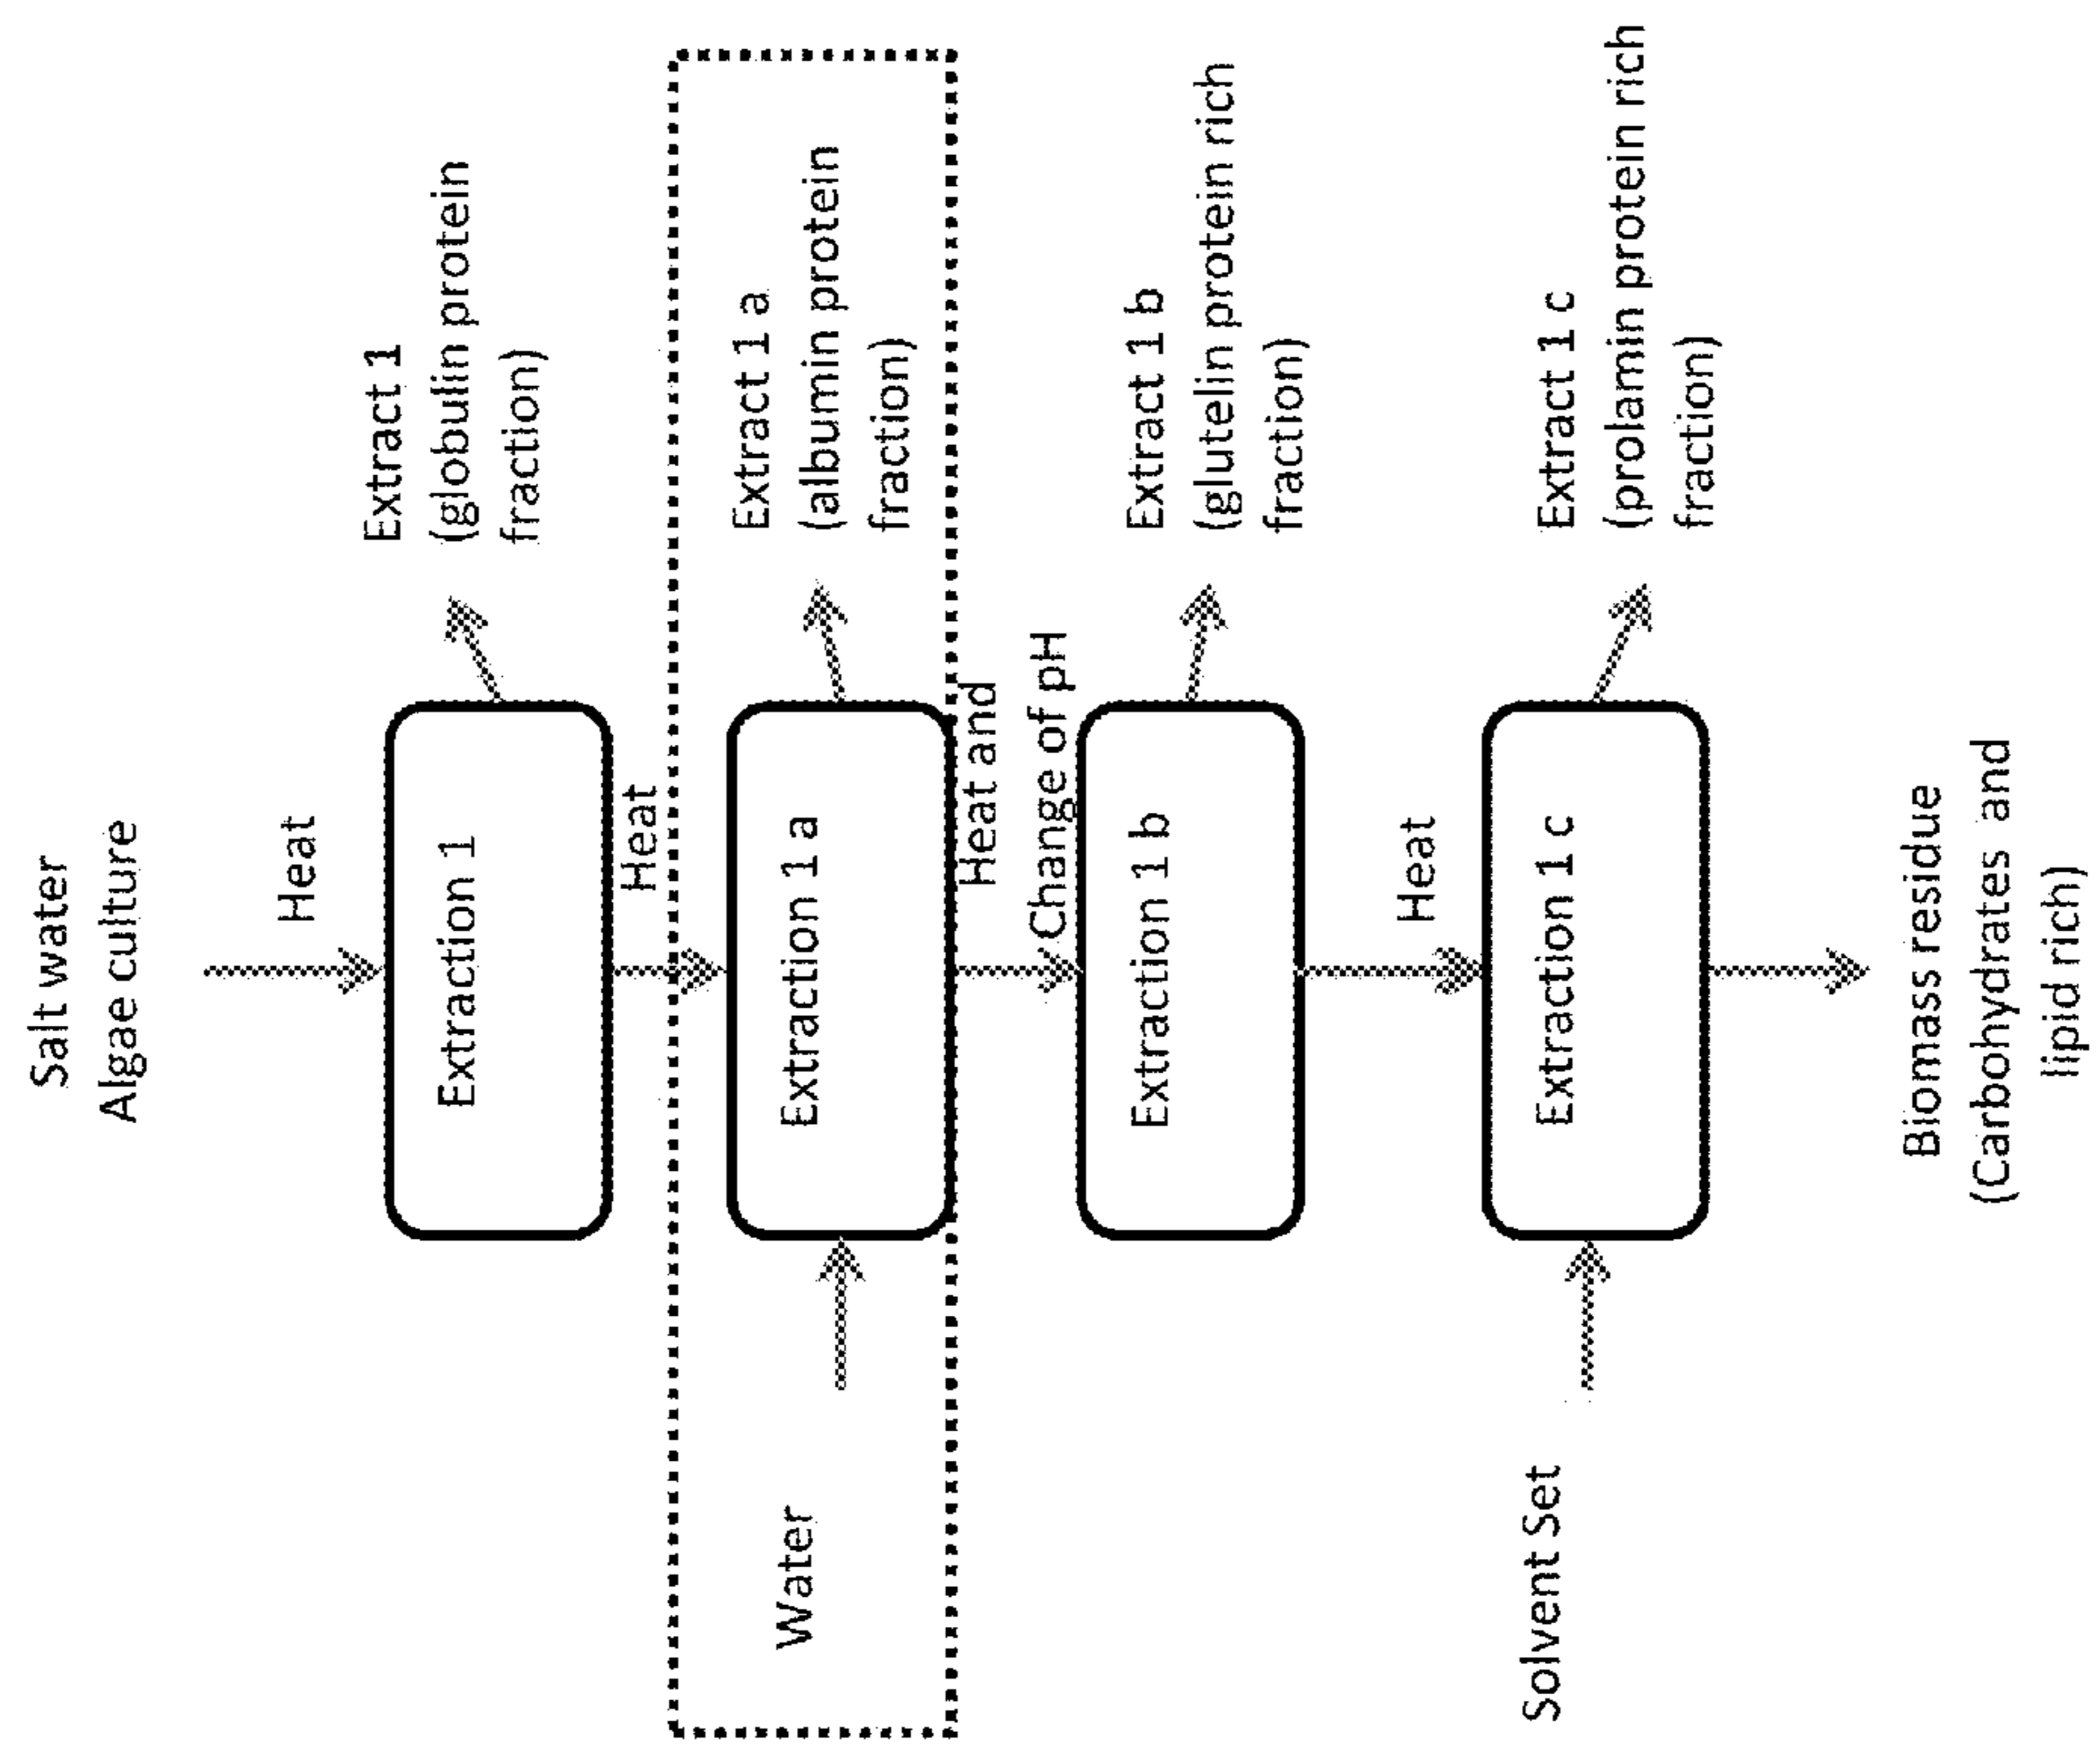 Salt water
Algae culture
Heat
Extraction 1
Extract 1
(globulin protein
fraction)
Heat
Water
Extraction 1 a
Extract 1 a
(albumin protein
fraction)
Heat and
Change of pH
Extraction 1 b
Extract 1 b
(glutelin protein rich
fraction)
Heat
Solvent Set
Extraction 1 c
Extract 1 c
(prolamin protein rich
fraction)
Biomass residue
(Carbohydrates and
lipid rich)